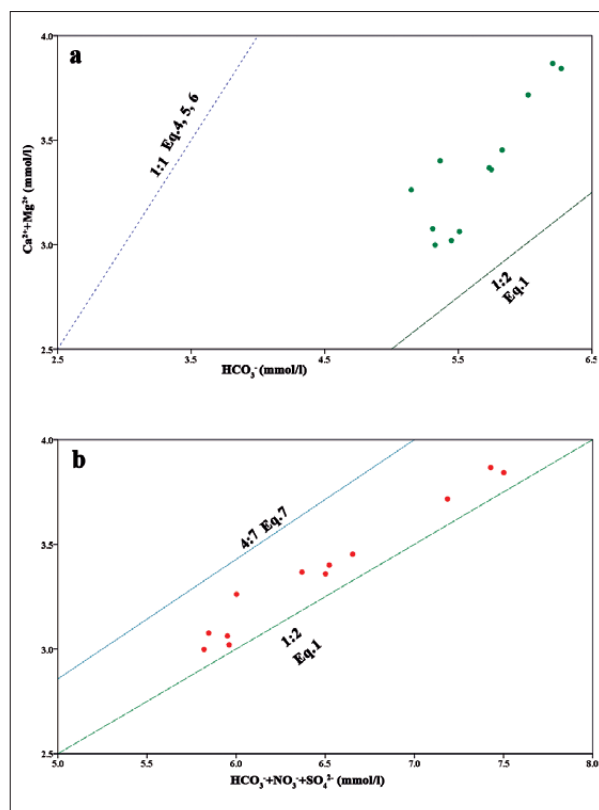 a
4.0
3.5
3.0
2.5
Ca²⁺+Mg²⁺ (mmol/l)
1:1 Eq.4, 5, 6
1:2
Eq.1
2.5
3.5
4.5
5.5
6.5
HCO₃⁻ (mmol/l)
b
4.0
3.5
3.0
2.5
4:7 Eq.7
1:2
Eq.1
5.0
5.5
6.0
6.5
7.0
7.5
8.0
HCO₃⁻+NO₃⁻+SO₄²⁻ (mmol/l)